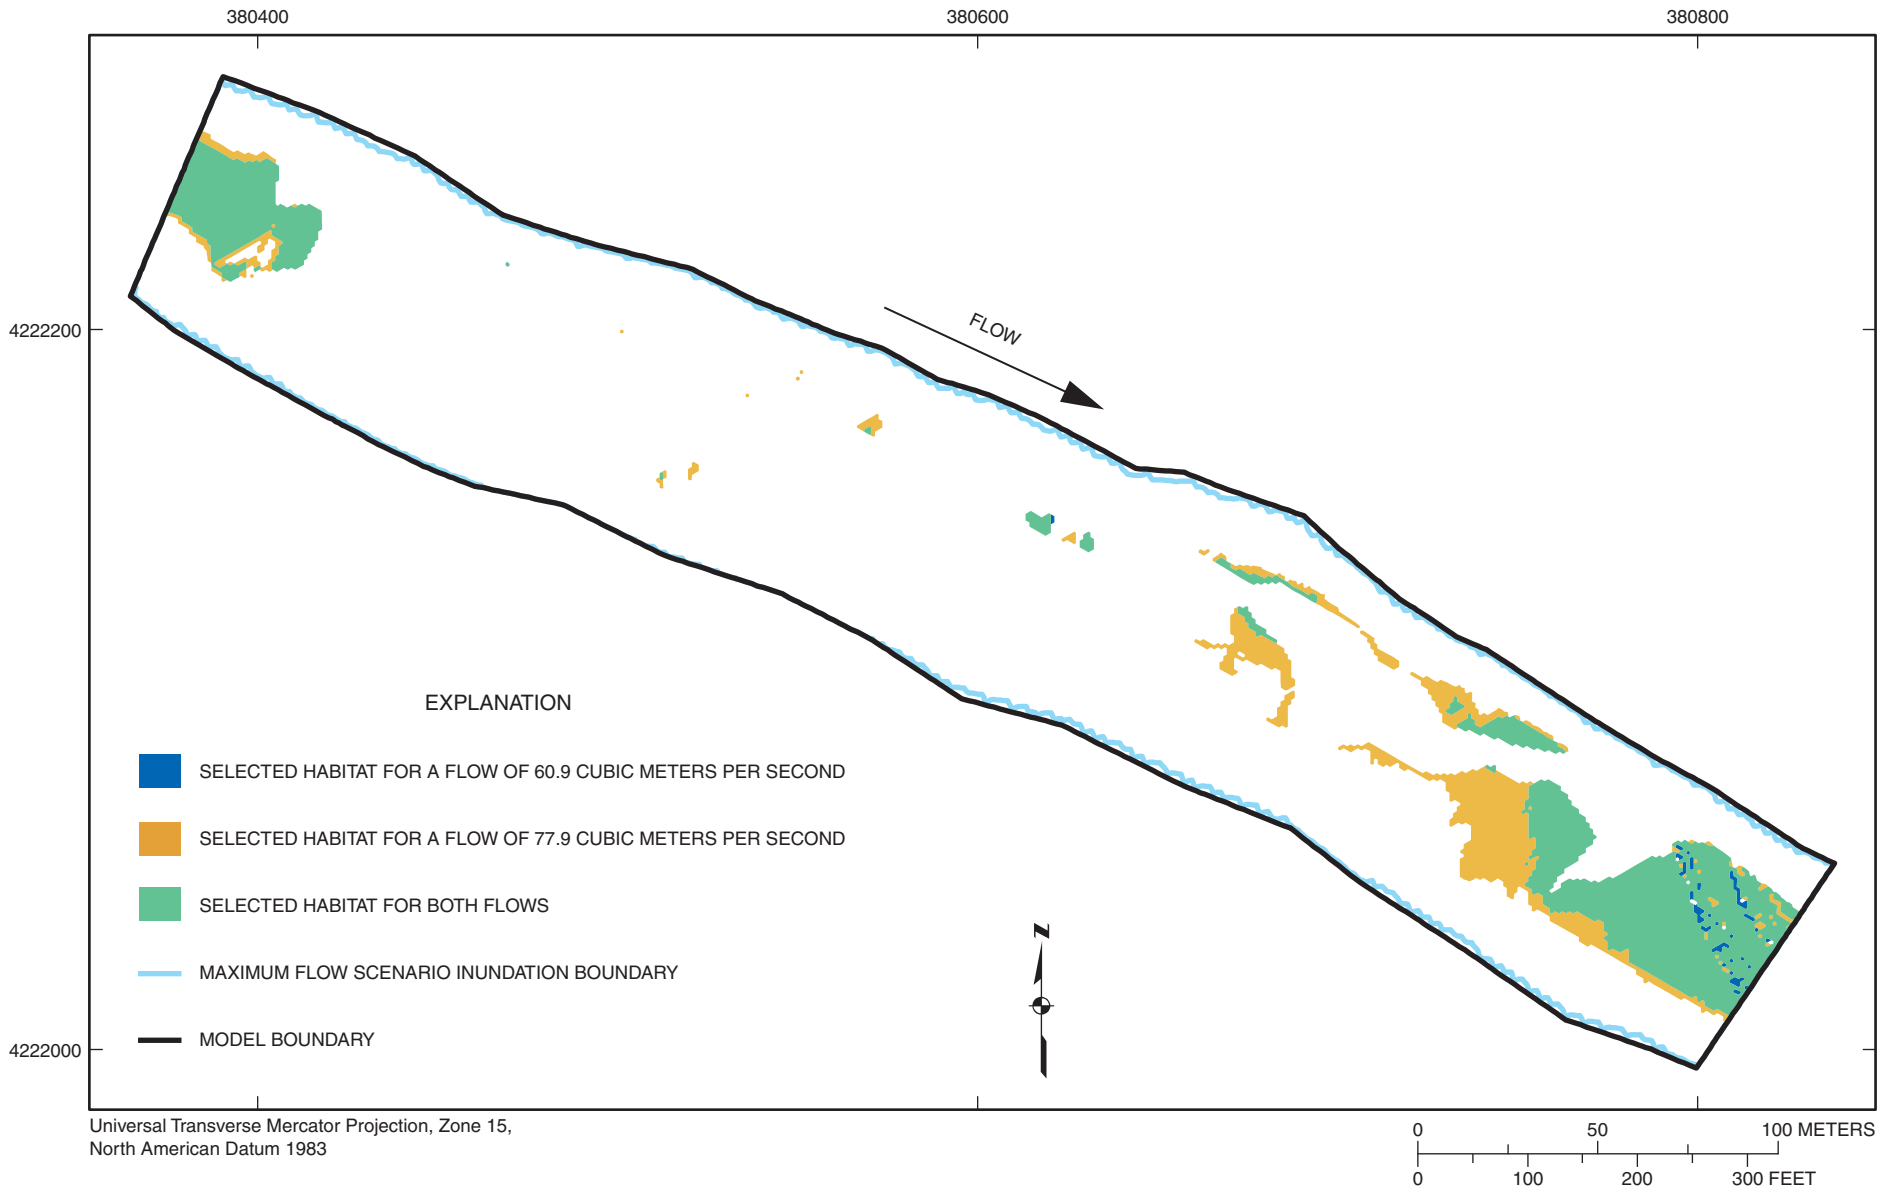 380400
380600
380800
4222200
FLOW
EXPLANATION
SELECTED HABITAT FOR A FLOW OF 60.9 CUBIC METERS PER SECOND
SELECTED HABITAT FOR A FLOW OF 77.9 CUBIC METERS PER SECOND
SELECTED HABITAT FOR BOTH FLOWS
MAXIMUM FLOW SCENARIO INUNDATION BOUNDARY
MODEL BOUNDARY
N
4222000
Universal Transverse Mercator Projection, Zone 15,
North American Datum 1983
0 50 100 METERS
0 100 200 300 FEET